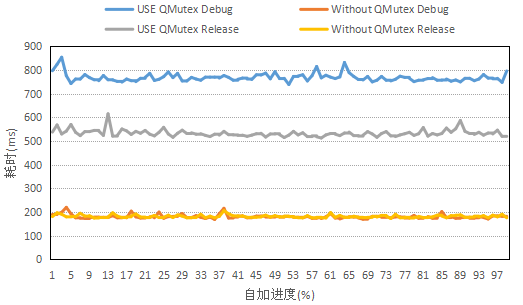 USE QMutex Debug
Without QMutex Debug
USE QMutex Release
Without QMutex Release
900
800
700
600
500
400
300
200
100
0
耗时(ms)
1 5 9 13 17 21 25 29 33 37 41 45 49 53 57 61 65 69 73 77 81 85 89 93 97
自加进度(%)